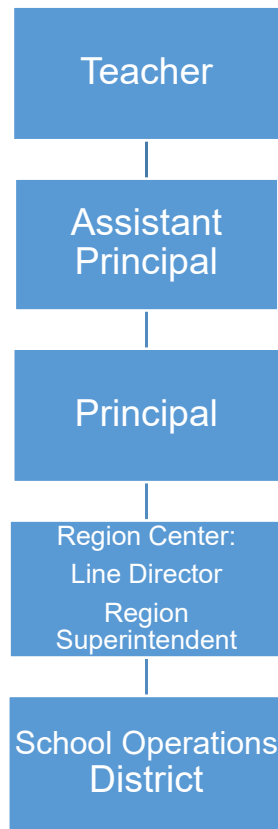 Teacher
Assistant
Principal
Principal
Region Center:
Line Director
Region
Superintendent
School Operations
District